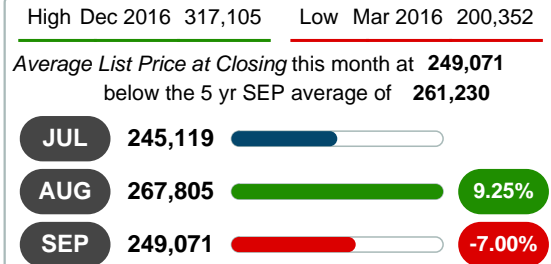 High Dec 2016 317,105 Low Mar 2016 200,352
Average List Price at Closing this month at 249,071
below the 5 yr SEP average of 261,230
JUL 245,119
AUG 267,805 9.25%
SEP 249,071 -7.00%